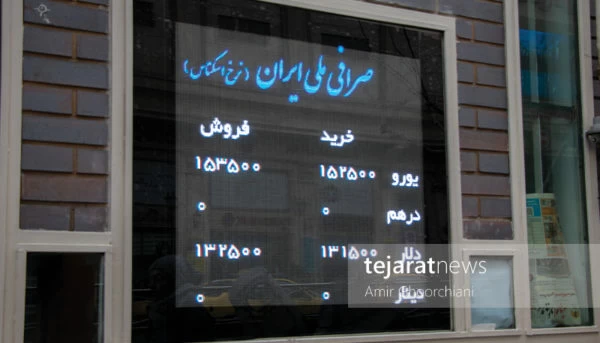 صرافی ملی ایران (نرخ اسکناس)
خرید فروش
یورو ۱۵۲۵۰۰ ۱۵۳۵۰۰
درهم ۰ ۰
دلار ۱۳۱۵۰۰ ۱۳۲۵۰۰
دینار ۰ ۰
tejaratnews
Amir Ghoorchiani